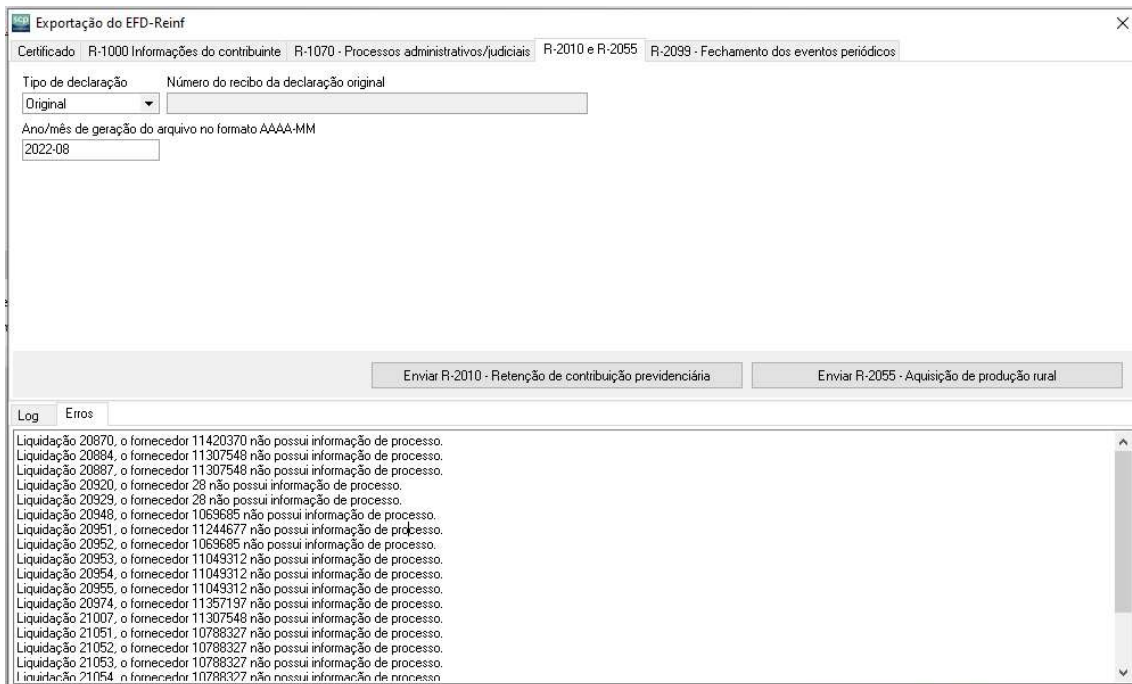 scp Exportação do EFD-Reinf
Certificado R-1000 Informações do contribuinte R-1070 - Processos administrativos/judiciais R-2010 e R-2055 R-2099 - Fechamento dos eventos periódicos
Tipo de declaração Número do recibo da declaração original
Original
Ano/mês de geração do arquivo no formato AAAA-MM
2022-08
Enviar R-2010 - Retenção de contribuição previdenciária Enviar R-2055 - Aquisição de produção rural
Log Erros
Liquidação 20870, o fornecedor 11420370 não possui informação de processo.
Liquidação 20884, o fornecedor 11307548 não possui informação de processo.
Liquidação 20887, o fornecedor 11307548 não possui informação de processo.
Liquidação 20920, o fornecedor 28 não possui informação de processo.
Liquidação 20929, o fornecedor 28 não possui informação de processo.
Liquidação 20948, o fornecedor 1069685 não possui informação de processo.
Liquidação 20951, o fornecedor 11244677 não possui informação de processo.
Liquidação 20952, o fornecedor 1069685 não possui informação de processo.
Liquidação 20953, o fornecedor 11049312 não possui informação de processo.
Liquidação 20954, o fornecedor 11049312 não possui informação de processo.
Liquidação 20955, o fornecedor 11049312 não possui informação de processo.
Liquidação 20974, o fornecedor 11357197 não possui informação de processo.
Liquidação 21007, o fornecedor 11307548 não possui informação de processo.
Liquidação 21051, o fornecedor 10788327 não possui informação de processo.
Liquidação 21052, o fornecedor 10788327 não possui informação de processo.
Liquidação 21053, o fornecedor 10788327 não possui informação de processo.
Liquidação 21054, o fornecedor 10788327 não possui informação de processo.